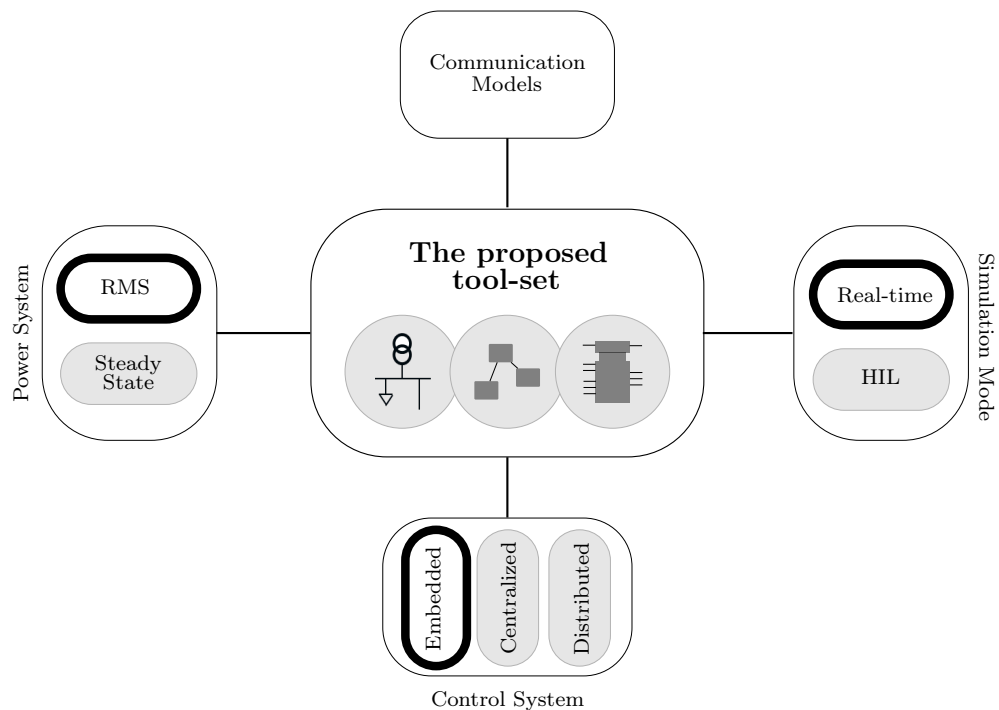 Communication
Models
The proposed
tool-set
Power System
RMS
Steady
State
Real-time
HIL
Simulation Mode
Embedded
Centralized
Distributed
Control System